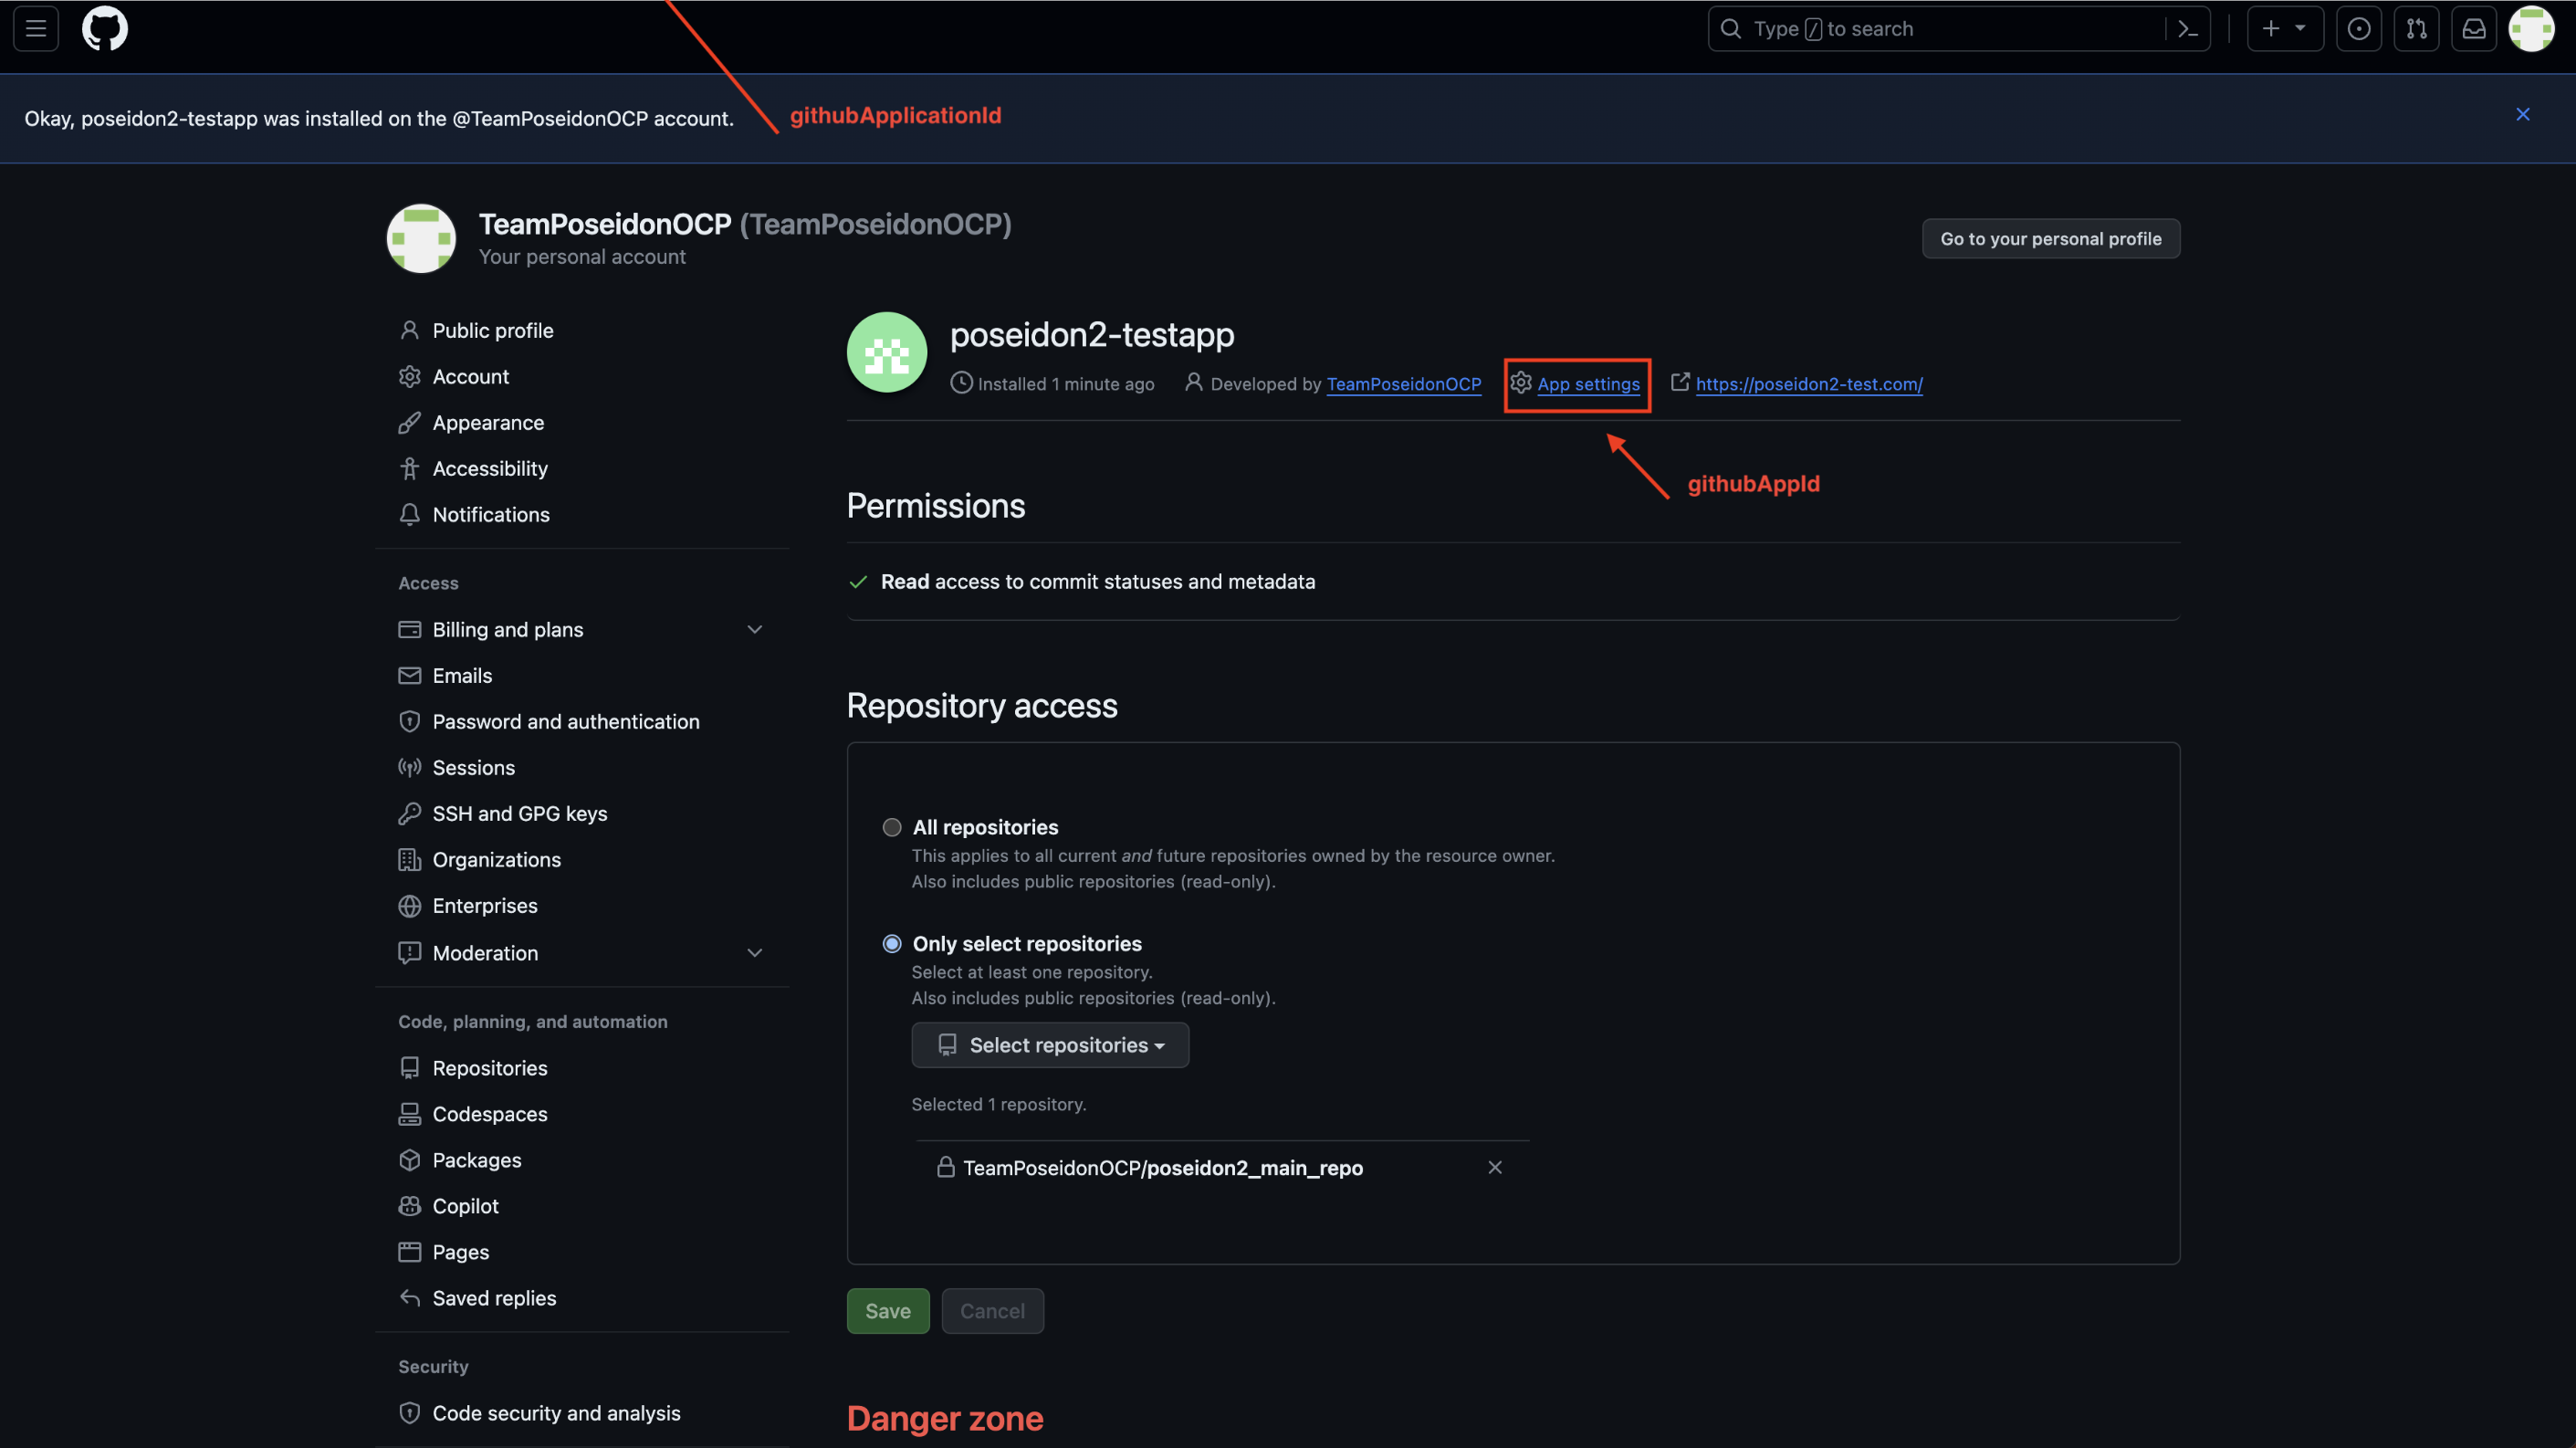 Type / to search
Okay, poseidon2-testapp was installed on the @TeamPoseidonOCP account.
githubApplicationId
TeamPoseidonOCP (TeamPoseidonOCP)
Your personal account
Go to your personal profile
Public profile
Account
Appearance
Accessibility
Notifications
Access
Billing and plans
Emails
Password and authentication
Sessions
SSH and GPG keys
Organizations
Enterprises
Moderation
Code, planning, and automation
Repositories
Codespaces
Packages
Copilot
Pages
Saved replies
Security
Code security and analysis
poseidon2-testapp
Installed 1 minute ago Developed by TeamPoseidonOCP App settings https://poseidon2-test.com/
githubAppId
Permissions
Read access to commit statuses and metadata
Repository access
All repositories
This applies to all current and future repositories owned by the resource owner.
Also includes public repositories (read-only).
Only select repositories
Select at least one repository.
Also includes public repositories (read-only).
Select repositories
Selected 1 repository.
TeamPoseidonOCP/poseidon2_main_repo
Save Cancel
Danger zone